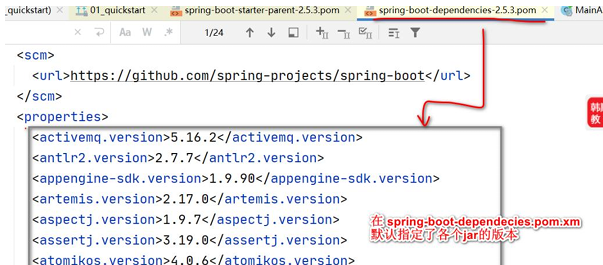 _quickstart)
01_quickstart
spring-boot-starter-parent-2.5.3.pom
spring-boot-dependencies-2.5.3.pom
MainA
Aa W .* 1/24
<scm>
<url>https://github.com/spring-projects/spring-boot</url>
</scm>
<properties>
<activemq.version>5.16.2</activemq.version>
<antlr2.version>2.7.7</antlr2.version>
<appengine-sdk.version>1.9.90</appengine-sdk.version>
<artemis.version>2.17.0</artemis.version>
<aspectj.version>1.9.7</aspectj.version>
<assertj.version>3.19.0</assertj.version>
<atomikos.version>4.0.6</atomikos.version>
在 spring-boot-dependecies.pom.xm
默认指定了各个jar的版本
教